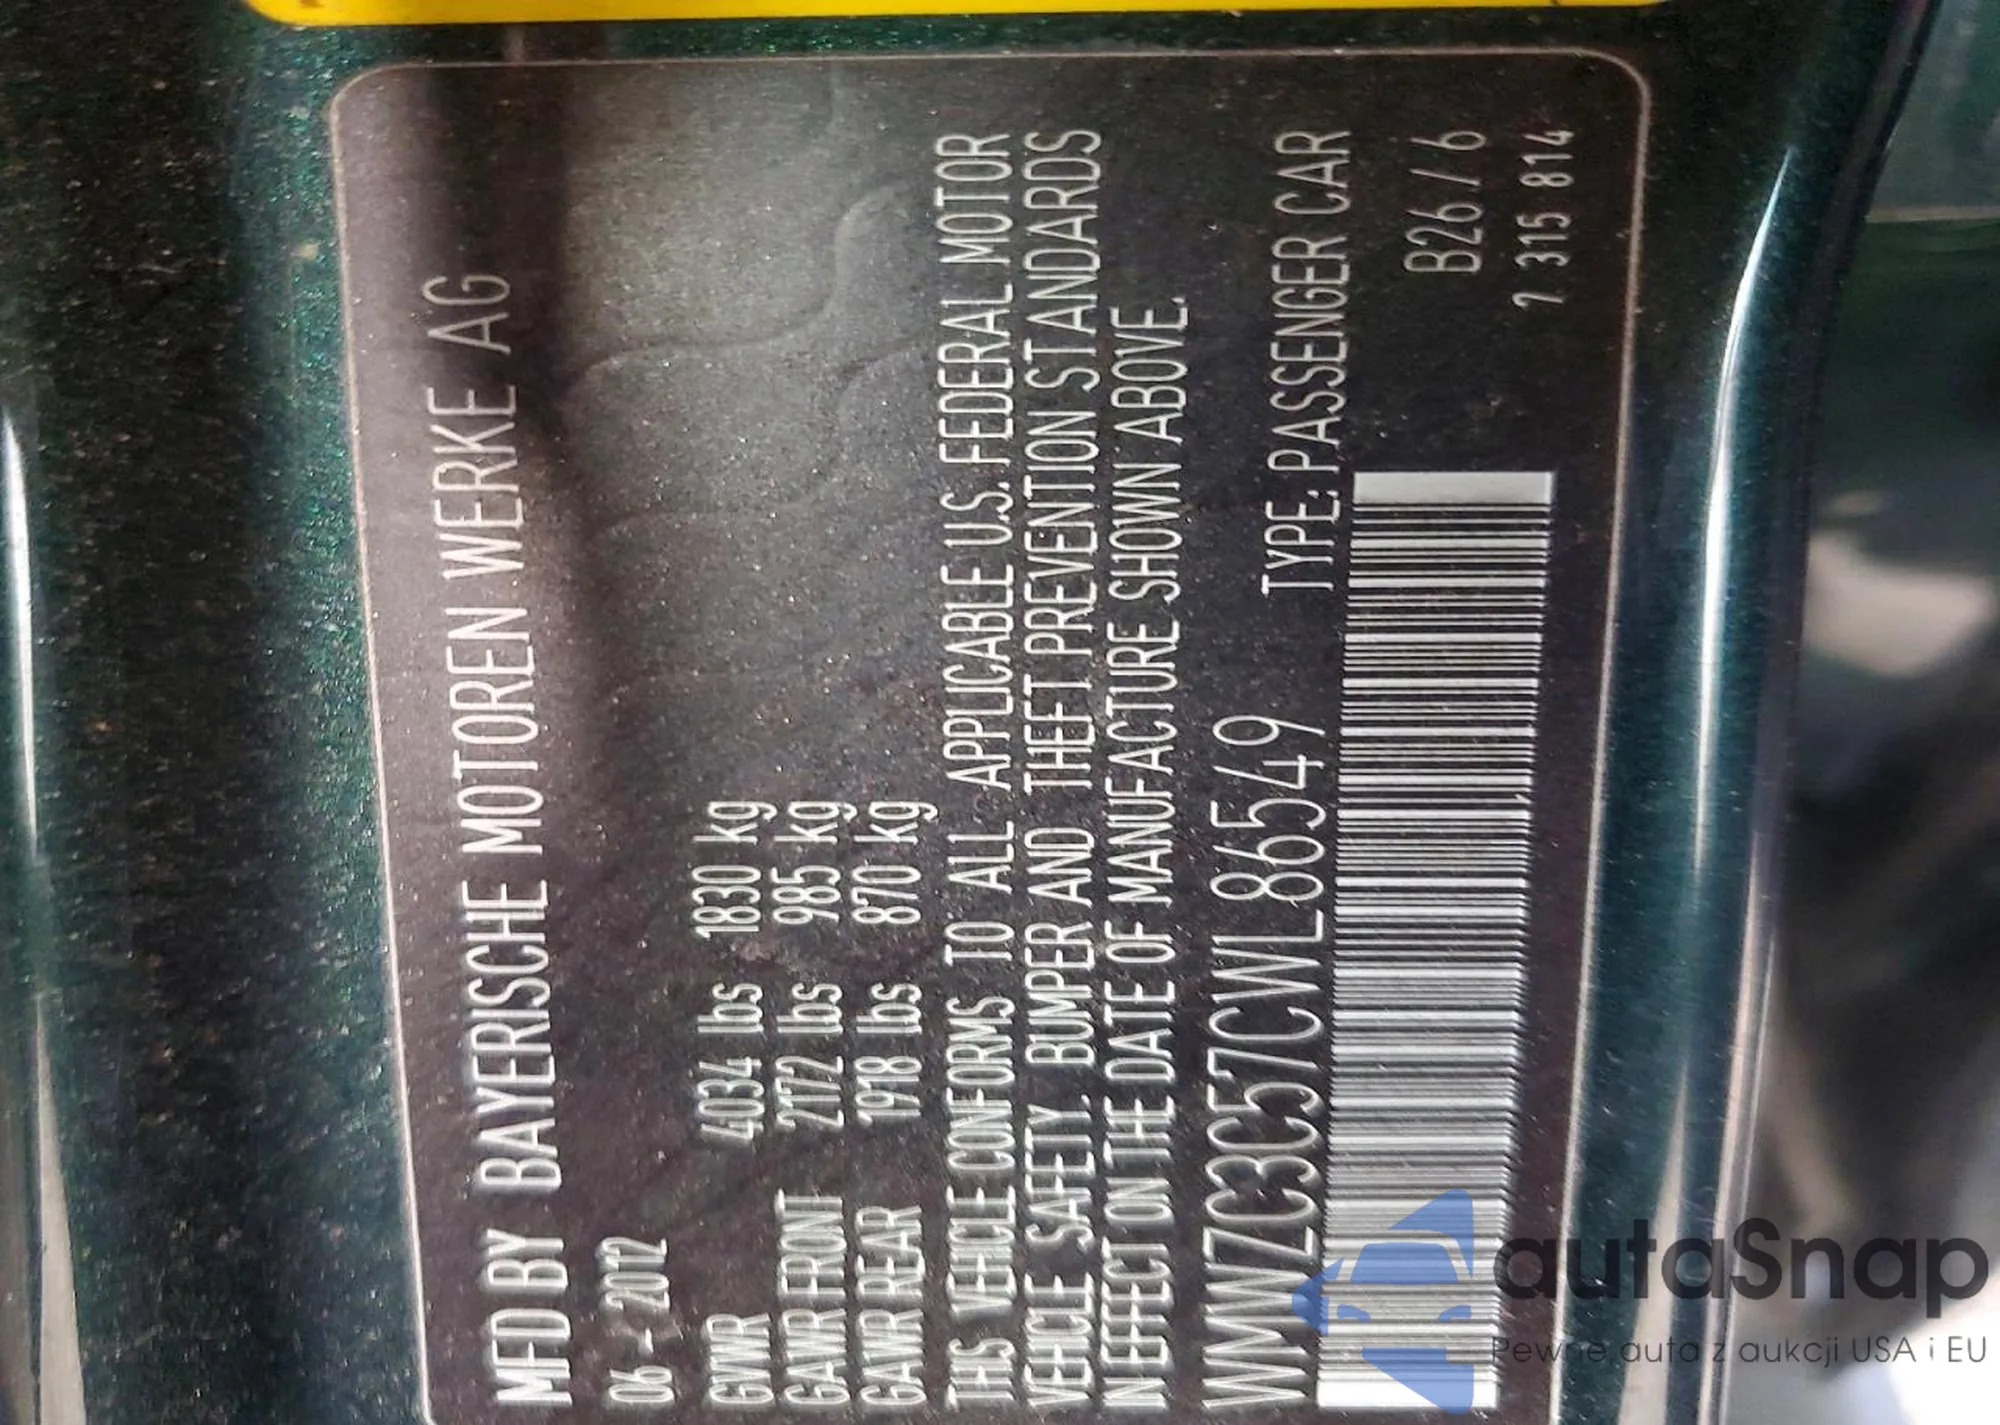 MFD BY BAYERISCHE MOTOREN WERKE AG
06 - 2012
GVWR 4034 lbs 1830 kg
GAWR FRONT 2172 lbs 985 kg
GAWR REAR 1918 lbs 870 kg
THIS VEHICLE CONFORMS TO ALL APPLICABLE U.S. FEDERAL MOTOR
VEHICLE SAFETY, BUMPER AND THEFT PREVENTION STANDARDS
IN EFFECT ON THE DATE OF MANUFACTURE SHOWN ABOVE.
WMWZC3C57CWL86549 TYPE: PASSENGER CAR
B26/6
7 315 814
autaSnap
Pewne auta z aukcji USA i EU